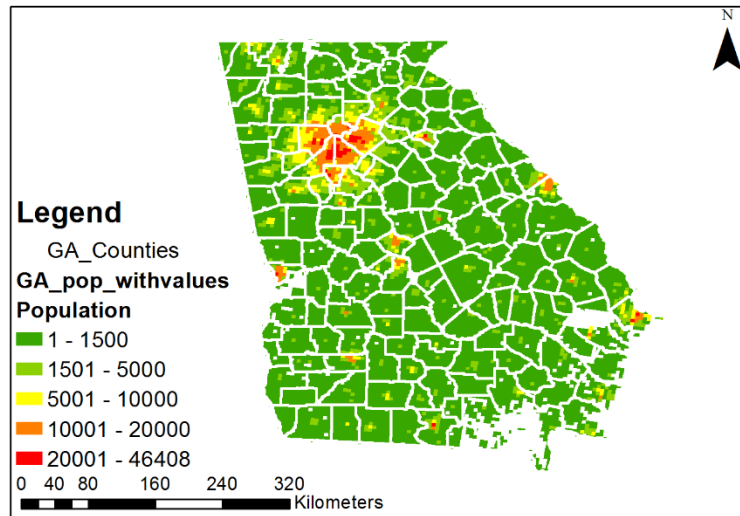 N
Legend
GA_Counties
GA_pop_withvalues
Population
1 - 1500
1501 - 5000
5001 - 10000
10001 - 20000
20001 - 46408
0 20 40 80 160 240 320
Kilometers